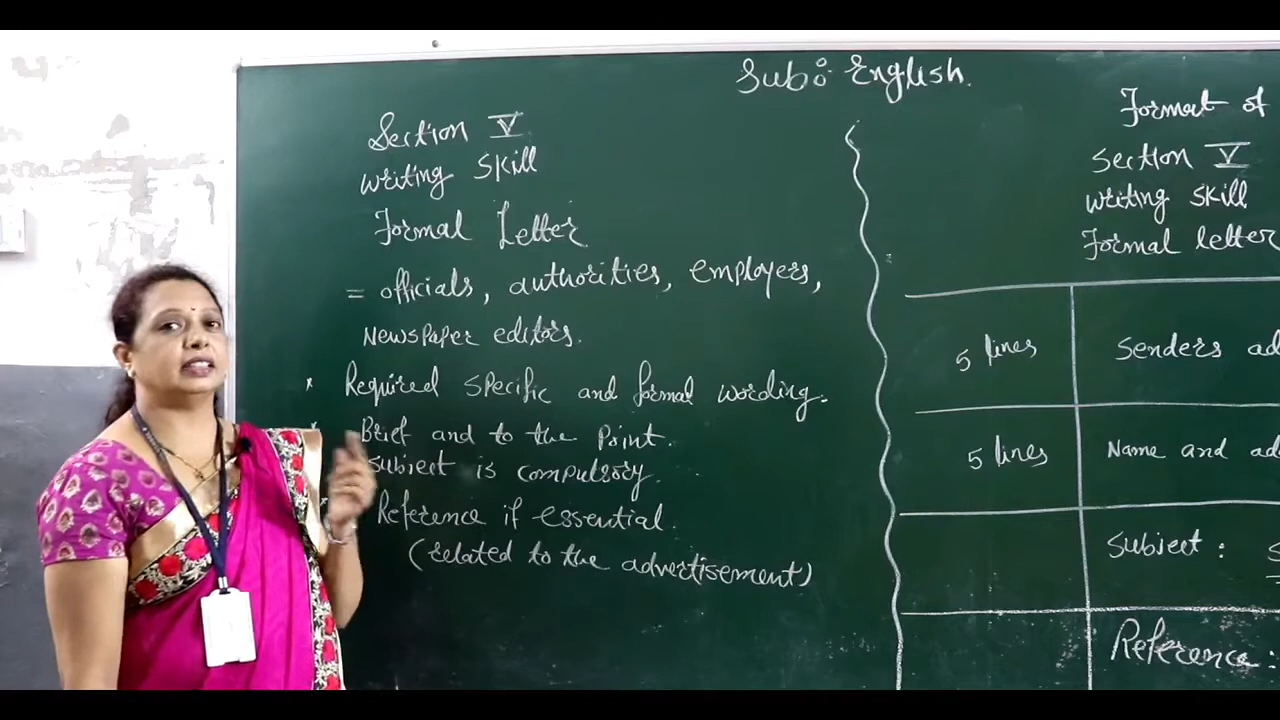 Sub: English.
Section V
Writing Skill
Formal Letter
= officials, authorities, employers,
Newspaper editors.
* Required specific and formal wording.
* Brief and to the point.
Subject is compulsory.
* Reference if essential.
(related to the advertisement)
Format of
Section V
Writing Skill
Formal letter
5 lines Senders ad
5 lines Name and ad
Subject :
Reference :